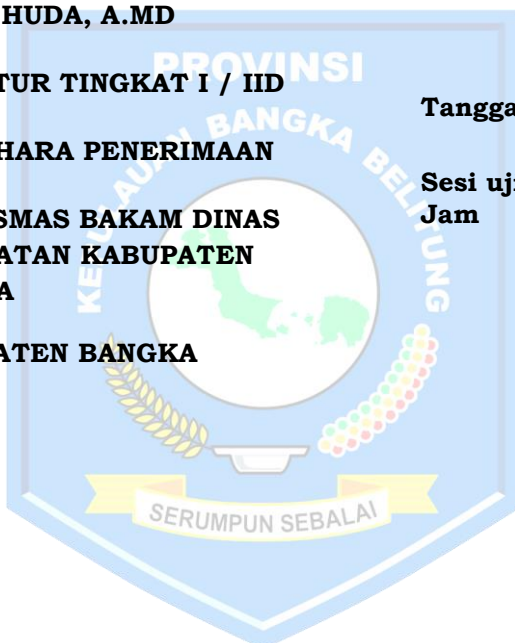 HUDA, A.MD
TUR TINGKAT I / IID
HARA PENERIMAAN
SMAS BAKAM DINAS
ATAN KABUPATEN
A
ATEN BANGKA
Tangga
Sesi uj
Jam
PROVINSI
KEPULAUAN BANGKA BELITUNG
SERUMPUN SEBALAI